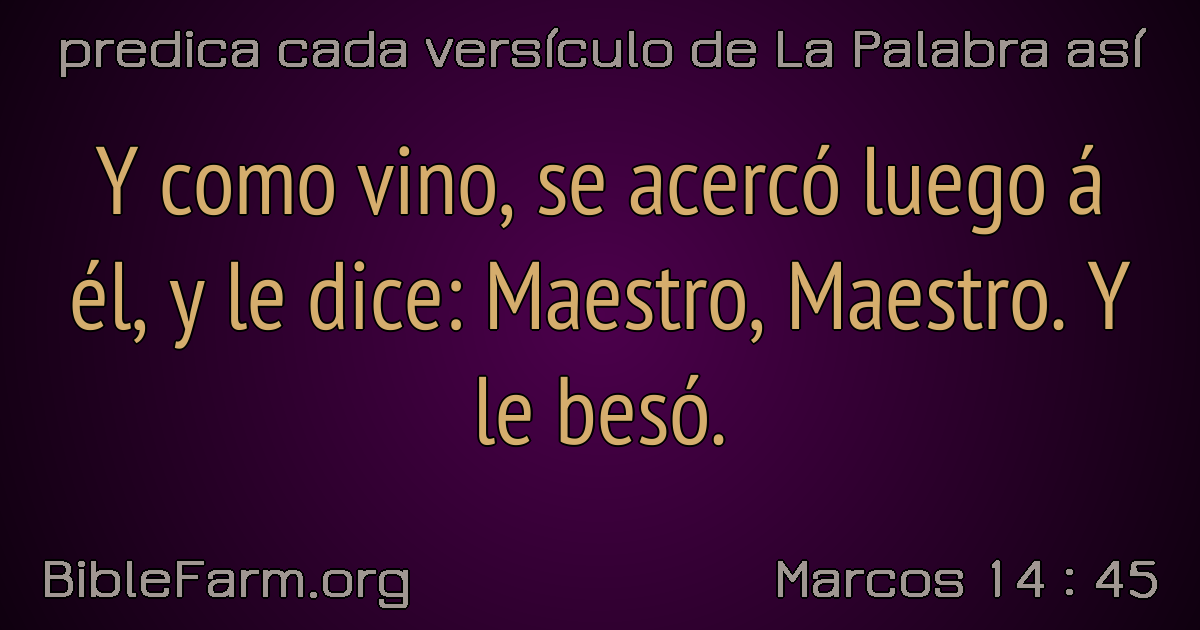 predica cada versículo de La Palabra así
Y como vino, se acercó luego á
él, y le dice: Maestro, Maestro. Y
le besó.
BibleFarm.org
Marcos 14 : 45